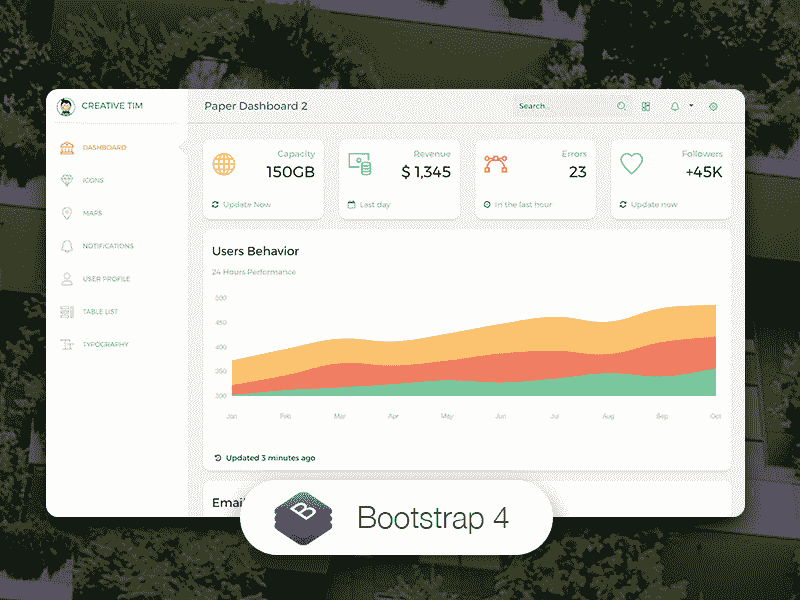 CREATIVE TIM
Paper Dashboard 2
Search...
DASHBOARD
ICONS
MAPS
NOTIFICATIONS
USER PROFILE
TABLE LIST
TYPOGRAPHY
Capacity
150GB
Update Now
Revenue
$ 1,345
Last day
Errors
23
In the last hour
Followers
+45K
Update now
Users Behavior
24 Hours Performance
500
450
400
350
300
Jan Feb Mar Apr May Jun Jul Aug Sep Oct
Updated 3 minutes ago
Emai
B
Bootstrap 4